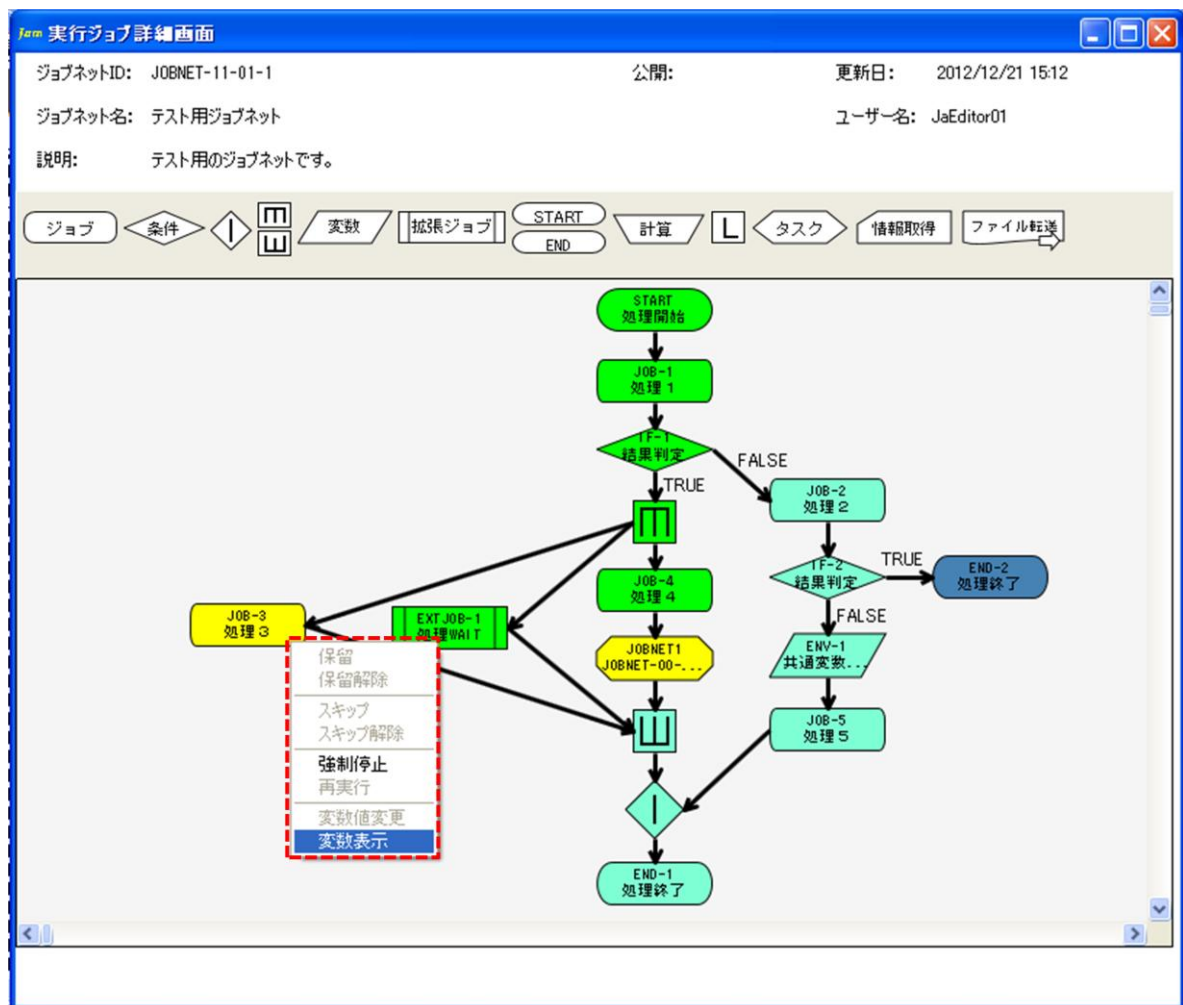 Jam 実行ジョブ詳細画面
ジョブネットID: JOBNET-11-01-1 公開: 更新日: 2012/12/21 15:12
ジョブネット名: テスト用ジョブネット ユーザー名: JaEditor01
説明: テスト用のジョブネットです。
ジョブ
条件
変数
拡張ジョブ
START
END
計算
L
タスク
情報取得
ファイル転送
START
処理開始
JOB-1
処理1
IF-1
結果判定
FALSE
TRUE
JOB-2
処理2
JOB-4
処理4
IF-2
結果判定
TRUE
END-2
処理終了
JOB-3
処理3
EXTJOB-1
処理WAIT
FALSE
JOBNET1
JOBNET-00-...
ENV-1
共通変数...
保留
保留解除
スキップ
スキップ解除
強制停止
再実行
変数値変更
変数表示
JOB-5
処理5
END-1
処理終了